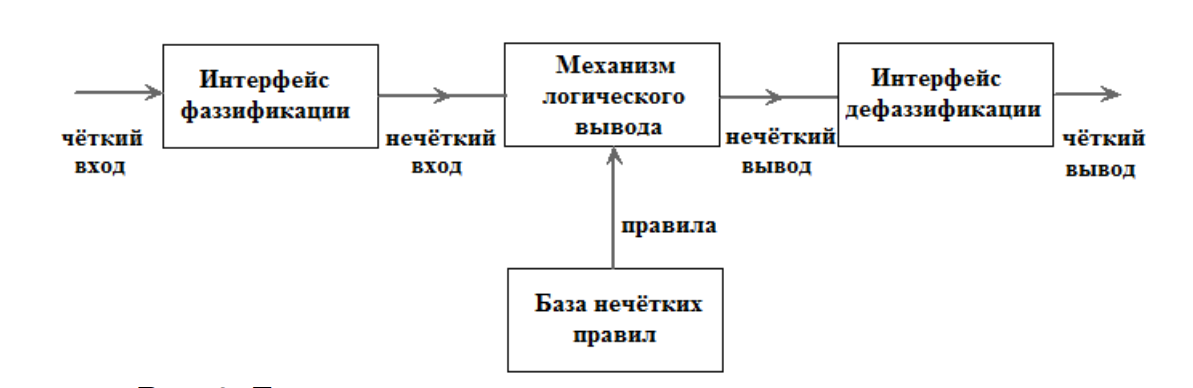 Интерфейс
фаззификации
Механизм
логического
вывода
Интерфейс
дефаззификации
чёткий
вход
нечёткий
вход
нечёткий
вывод
чёткий
вывод
правила
База нечётких
правил